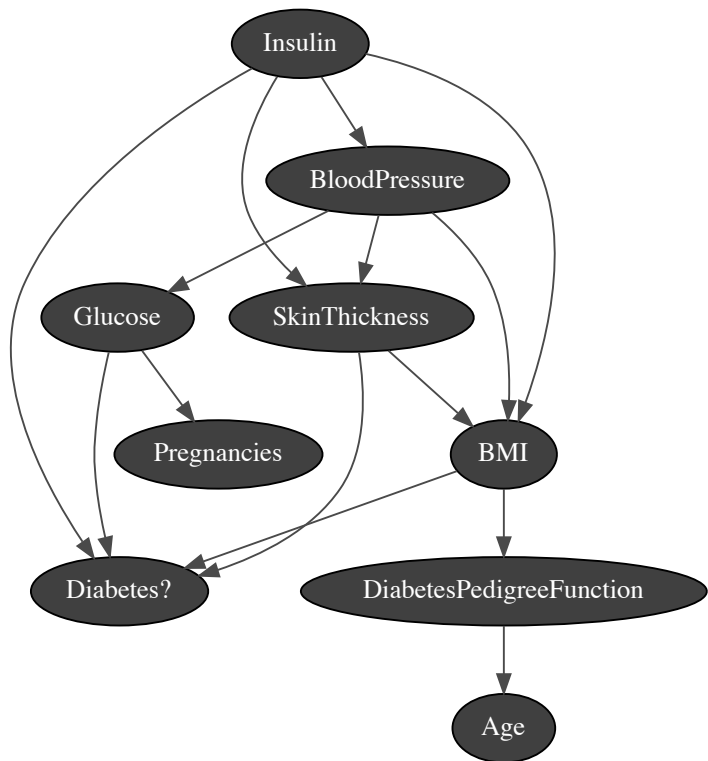 Insulin
BloodPressure
Glucose
SkinThickness
Pregnancies
BMI
Diabetes?
DiabetesPedigreeFunction
Age